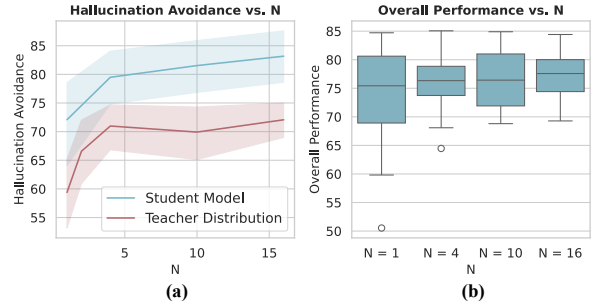 Hallucination Avoidance vs. N
Hallucination Avoidance
85
80
75
70
65
60
55
Student Model
Teacher Distribution
5
10
15
N
(a)
Overall Performance vs. N
Overall Performance
85
80
75
70
65
60
55
50
N = 1
N = 4
N = 10
N = 16
N
(b)